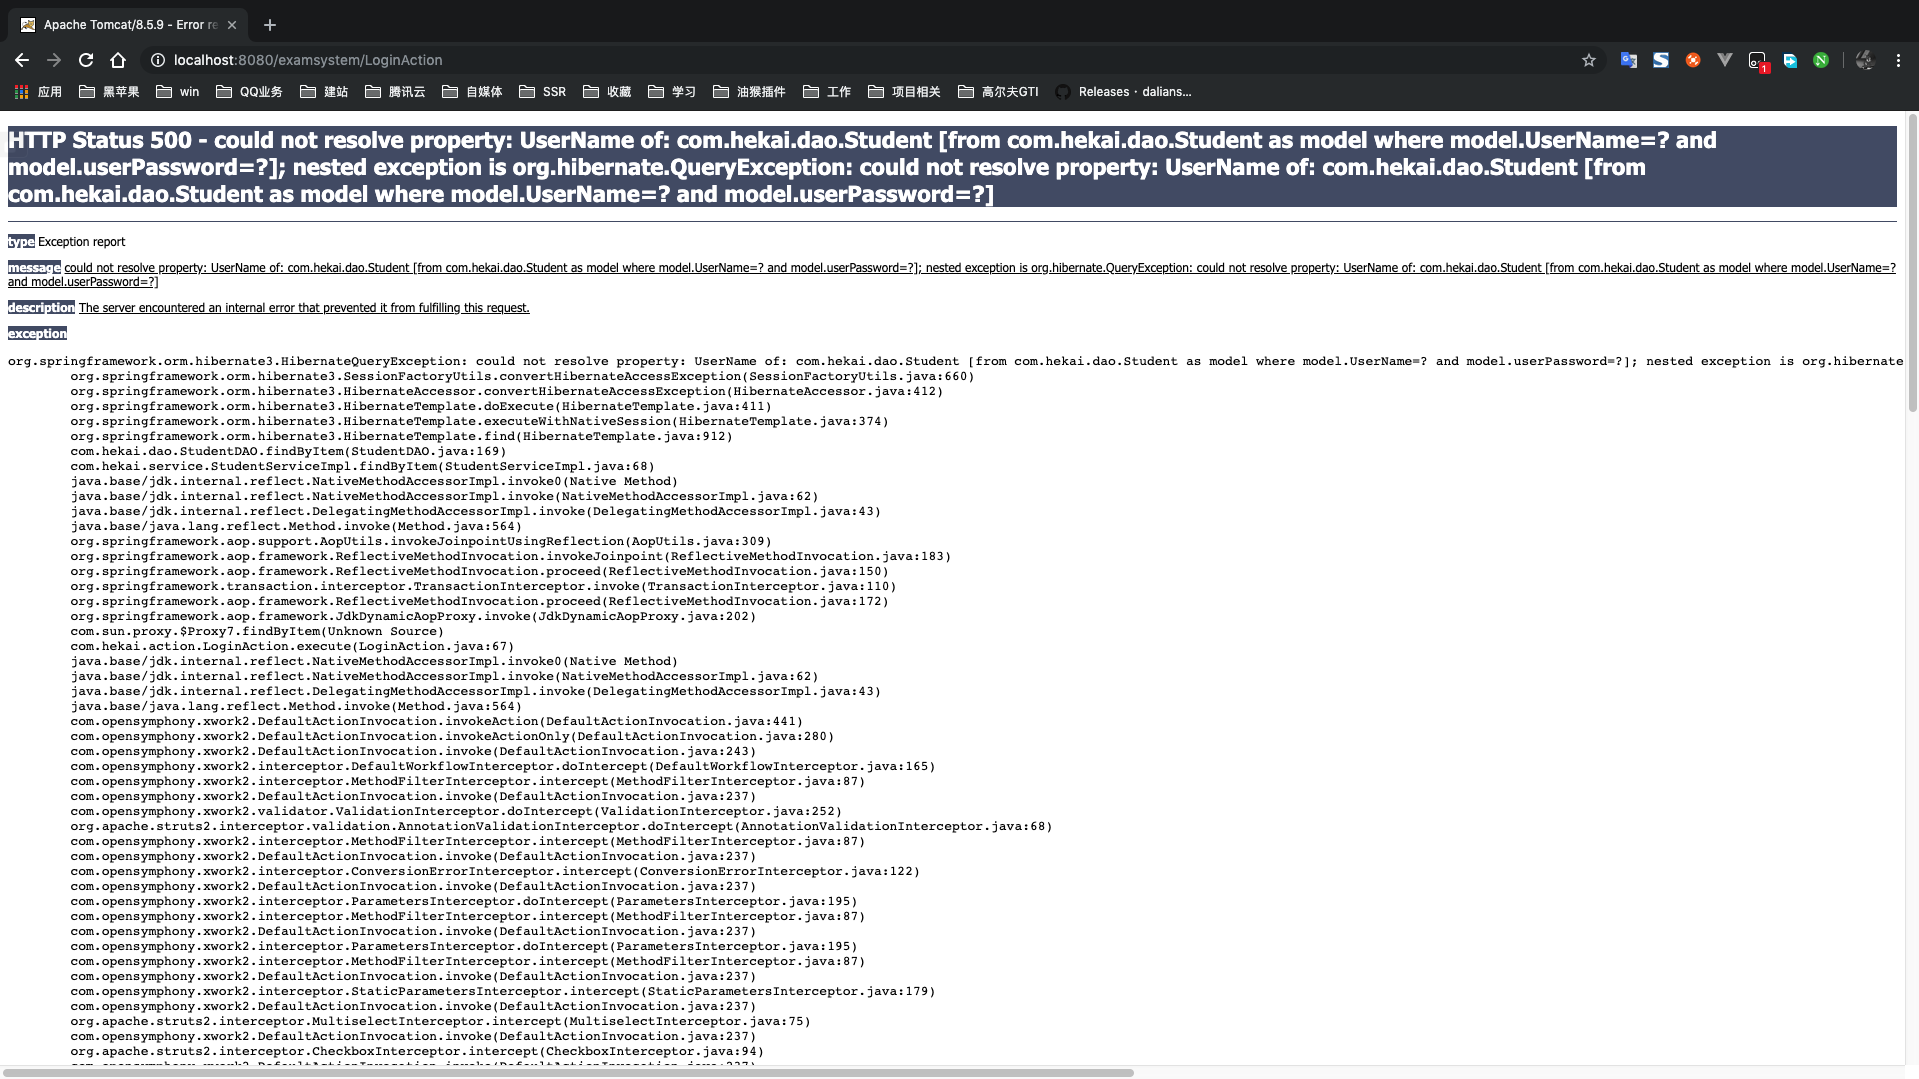 Apache Tomcat/8.5.9 - Error re
localhost:8080/examsystem/LoginAction
应用 黑苹果 win QQ业务 建站 腾讯云 自媒体 SSR 收藏 学习 油猴插件 工作 项目相关 高尔夫GTI Releases · dalians...
HTTP Status 500 - could not resolve property: UserName of: com.hekai.dao.Student [from com.hekai.dao.Student as model where model.UserName=? and
model.userPassword=?]; nested exception is org.hibernate.QueryException: could not resolve property: UserName of: com.hekai.dao.Student [from
com.hekai.dao.Student as model where model.UserName=? and model.userPassword=?]
type Exception report
message could not resolve property: UserName of: com.hekai.dao.Student [from com.hekai.dao.Student as model where model.UserName=? and model.userPassword=?]; nested exception is org.hibernate.QueryException: could not resolve property: UserName of: com.hekai.dao.Student [from com.hekai.dao.Student as model where model.UserName=?
and model.userPassword=?]
description The server encountered an internal error that prevented it from fulfilling this request.
exception
org.springframework.orm.hibernate3.HibernateQueryException: could not resolve property: UserName of: com.hekai.dao.Student [from com.hekai.dao.Student as model where model.UserName=? and model.userPassword=?]; nested exception is org.hibernate
org.springframework.orm.hibernate3.SessionFactoryUtils.convertHibernateAccessException(SessionFactoryUtils.java:660)
org.springframework.orm.hibernate3.HibernateAccessor.convertHibernateAccessException(HibernateAccessor.java:412)
org.springframework.orm.hibernate3.HibernateTemplate.doExecute(HibernateTemplate.java:411)
org.springframework.orm.hibernate3.HibernateTemplate.executeWithNativeSession(HibernateTemplate.java:374)
org.springframework.orm.hibernate3.HibernateTemplate.find(HibernateTemplate.java:912)
com.hekai.dao.StudentDAO.findByItem(StudentDAO.java:169)
com.hekai.service.StudentServiceImpl.findByItem(StudentServiceImpl.java:68)
java.base/jdk.internal.reflect.NativeMethodAccessorImpl.invoke0(Native Method)
java.base/jdk.internal.reflect.NativeMethodAccessorImpl.invoke(NativeMethodAccessorImpl.java:62)
java.base/jdk.internal.reflect.DelegatingMethodAccessorImpl.invoke(DelegatingMethodAccessorImpl.java:43)
java.base/java.lang.reflect.Method.invoke(Method.java:564)
org.springframework.aop.support.AopUtils.invokeJoinpointUsingReflection(AopUtils.java:309)
org.springframework.aop.framework.ReflectiveMethodInvocation.invokeJoinpoint(ReflectiveMethodInvocation.java:183)
org.springframework.aop.framework.ReflectiveMethodInvocation.proceed(ReflectiveMethodInvocation.java:150)
org.springframework.transaction.interceptor.TransactionInterceptor.invoke(TransactionInterceptor.java:110)
org.springframework.aop.framework.ReflectiveMethodInvocation.proceed(ReflectiveMethodInvocation.java:172)
org.springframework.aop.framework.JdkDynamicAopProxy.invoke(JdkDynamicAopProxy.java:202)
com.sun.proxy.$Proxy7.findByItem(Unknown Source)
com.hekai.action.LoginAction.execute(LoginAction.java:67)
java.base/jdk.internal.reflect.NativeMethodAccessorImpl.invoke0(Native Method)
java.base/jdk.internal.reflect.NativeMethodAccessorImpl.invoke(NativeMethodAccessorImpl.java:62)
java.base/jdk.internal.reflect.DelegatingMethodAccessorImpl.invoke(DelegatingMethodAccessorImpl.java:43)
java.base/java.lang.reflect.Method.invoke(Method.java:564)
com.opensymphony.xwork2.DefaultActionInvocation.invokeAction(DefaultActionInvocation.java:441)
com.opensymphony.xwork2.DefaultActionInvocation.invokeActionOnly(DefaultActionInvocation.java:280)
com.opensymphony.xwork2.DefaultActionInvocation.invoke(DefaultActionInvocation.java:243)
com.opensymphony.xwork2.interceptor.DefaultWorkflowInterceptor.doIntercept(DefaultWorkflowInterceptor.java:165)
com.opensymphony.xwork2.interceptor.MethodFilterInterceptor.intercept(MethodFilterInterceptor.java:87)
com.opensymphony.xwork2.DefaultActionInvocation.invoke(DefaultActionInvocation.java:237)
com.opensymphony.xwork2.validator.ValidationInterceptor.doIntercept(ValidationInterceptor.java:252)
org.apache.struts2.interceptor.validation.AnnotationValidationInterceptor.doIntercept(AnnotationValidationInterceptor.java:68)
com.opensymphony.xwork2.interceptor.MethodFilterInterceptor.intercept(MethodFilterInterceptor.java:87)
com.opensymphony.xwork2.DefaultActionInvocation.invoke(DefaultActionInvocation.java:237)
com.opensymphony.xwork2.interceptor.ConversionErrorInterceptor.intercept(ConversionErrorInterceptor.java:122)
com.opensymphony.xwork2.DefaultActionInvocation.invoke(DefaultActionInvocation.java:237)
com.opensymphony.xwork2.interceptor.ParametersInterceptor.doIntercept(ParametersInterceptor.java:195)
com.opensymphony.xwork2.interceptor.MethodFilterInterceptor.intercept(MethodFilterInterceptor.java:87)
com.opensymphony.xwork2.DefaultActionInvocation.invoke(DefaultActionInvocation.java:237)
com.opensymphony.xwork2.interceptor.ParametersInterceptor.doIntercept(ParametersInterceptor.java:195)
com.opensymphony.xwork2.interceptor.MethodFilterInterceptor.intercept(MethodFilterInterceptor.java:87)
com.opensymphony.xwork2.DefaultActionInvocation.invoke(DefaultActionInvocation.java:237)
com.opensymphony.xwork2.interceptor.StaticParametersInterceptor.intercept(StaticParametersInterceptor.java:179)
com.opensymphony.xwork2.DefaultActionInvocation.invoke(DefaultActionInvocation.java:237)
org.apache.struts2.interceptor.MultiselectInterceptor.intercept(MultiselectInterceptor.java:75)
com.opensymphony.xwork2.DefaultActionInvocation.invoke(DefaultActionInvocation.java:237)
org.apache.struts2.interceptor.CheckboxInterceptor.intercept(CheckboxInterceptor.java:94)